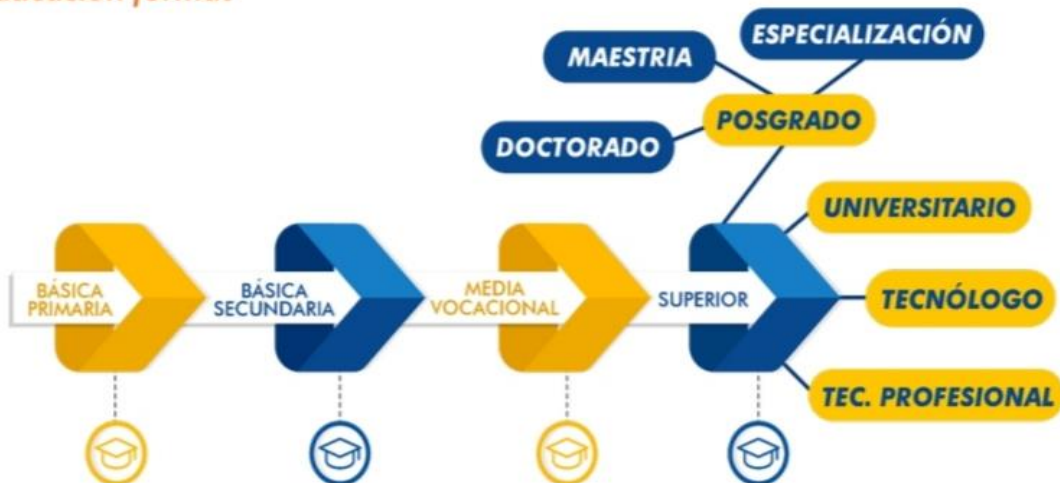 ESPECIALIZACIÓN
MAESTRIA
POSGRADO
DOCTORADO
UNIVERSITARIO
BÁSICA
PRIMARIA
BÁSICA
SECUNDARIA
MEDIA
VOCACIONAL
SUPERIOR
TECNÓLOGO
TEC. PROFESIONAL